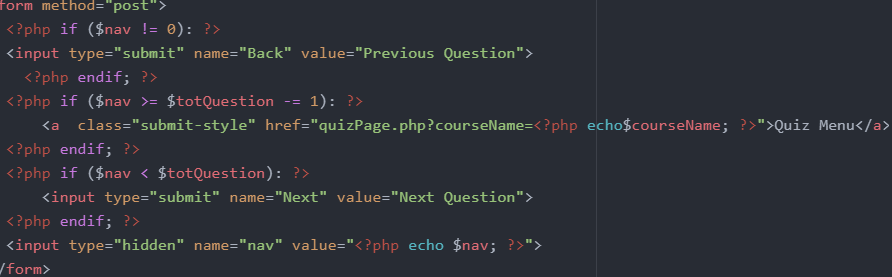 form method="post">
<?php if ($nav != 0): ?>
<input type="submit" name="Back" value="Previous Question">
<?php endif; ?>
<?php if ($nav >= $totQuestion -= 1): ?>
<a  class="submit-style" href="quizPage.php?courseName=<?php echo$courseName; ?>">Quiz Menu</a>
<?php endif; ?>
<?php if ($nav < $totQuestion): ?>
<input type="submit" name="Next" value="Next Question">
<?php endif; ?>
<input type="hidden" name="nav" value="<?php echo $nav; ?>">
/form>